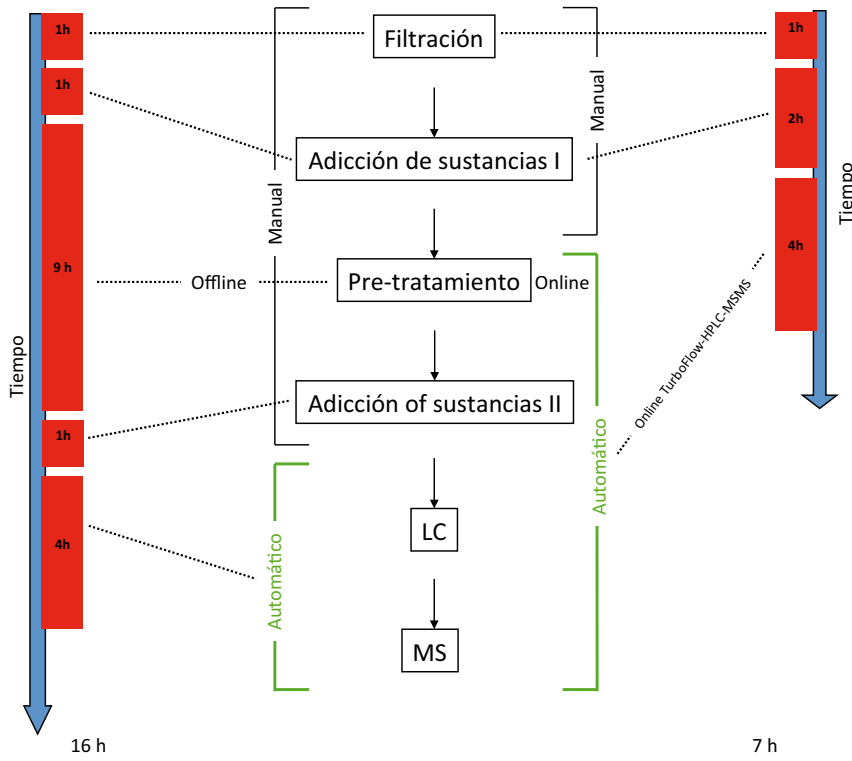 1h
Filtración
1h
1h
Manual
2h
Adicción de sustancias I
Tiempo
Manual
4h
9 h
Offline
Pre-tratamiento
Online
Online TurboFlow-HPLC-MSMS
Tiempo
Adicción of sustancias II
1h
Automático
LC
4h
Automático
MS
16 h
7 h